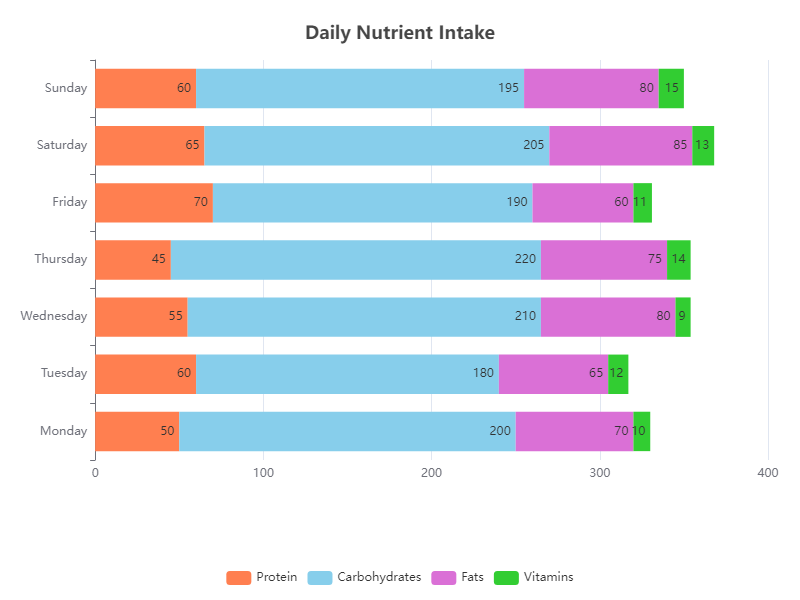 Daily Nutrient Intake
Sunday 60 195 80 15
Saturday 65 205 85 13
Friday 70 190 60 11
Thursday 45 220 75 14
Wednesday 55 210 80 9
Tuesday 60 180 65 12
Monday 50 200 70 10
0 100 200 300 400
Protein Carbohydrates Fats Vitamins